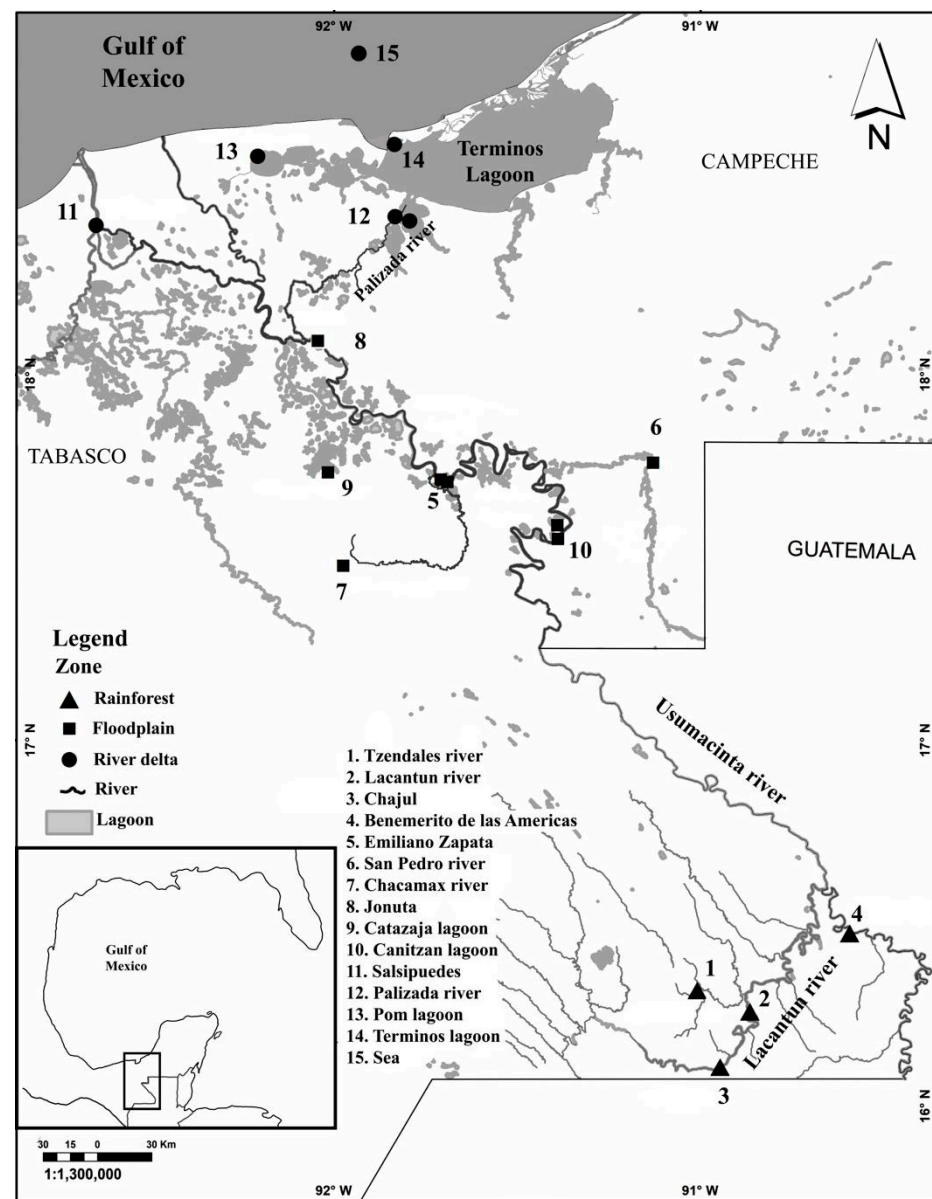 92° W
91° W
Gulf of
Mexico
15
N
13
14
Terminos
Lagoon
CAMPECHE
11
12
Palizada river
8
18° N
18° N
TABASCO
6
9
5
10
GUATEMALA
7
Legend
Zone
Rainforest
Floodplain
River delta
River
Lagoon
17° N
17° N
Usumacinta river
1. Tzendales river
2. Lacantun river
3. Chajul
4. Benemerito de las Americas
5. Emiliano Zapata
6. San Pedro river
7. Chacamax river
8. Jonuta
9. Catazaja lagoon
10. Canitzan lagoon
11. Salsipuedes
12. Palizada river
13. Pom lagoon
14. Terminos lagoon
15. Sea
4
1
2
Lacantun river
3
16° N
Gulf of
Mexico
30 15 0 30 Km
1:1,300,000
92° W
91° W